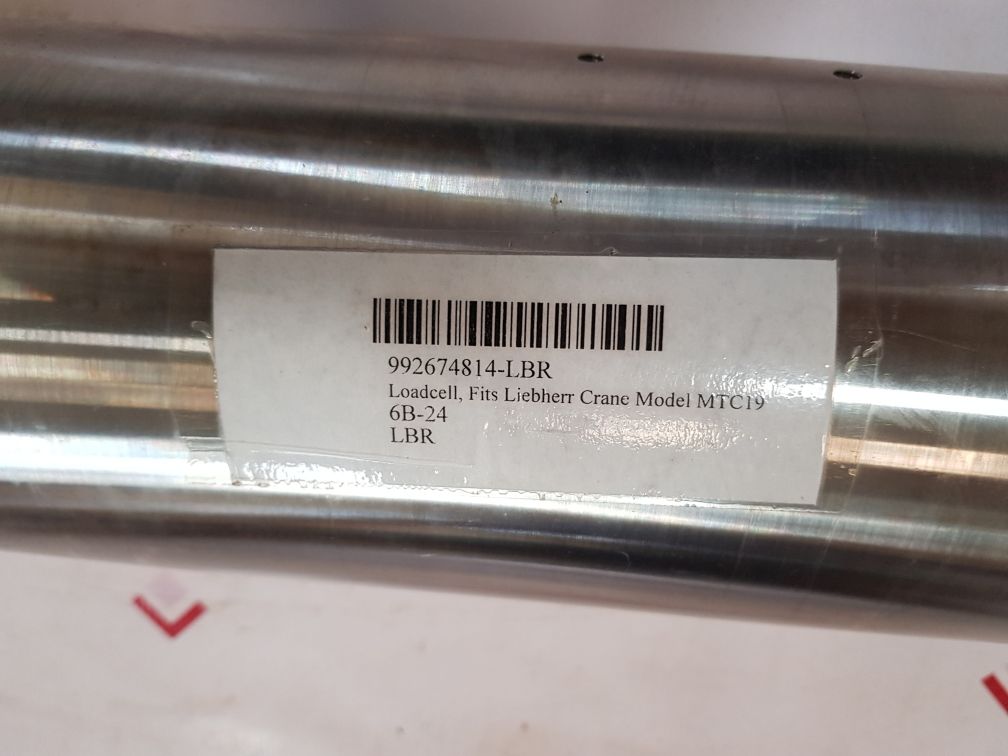 992674814-LBR
Loadcell, Fits Liebherr Crane Model MTC19
6B-24
LBR